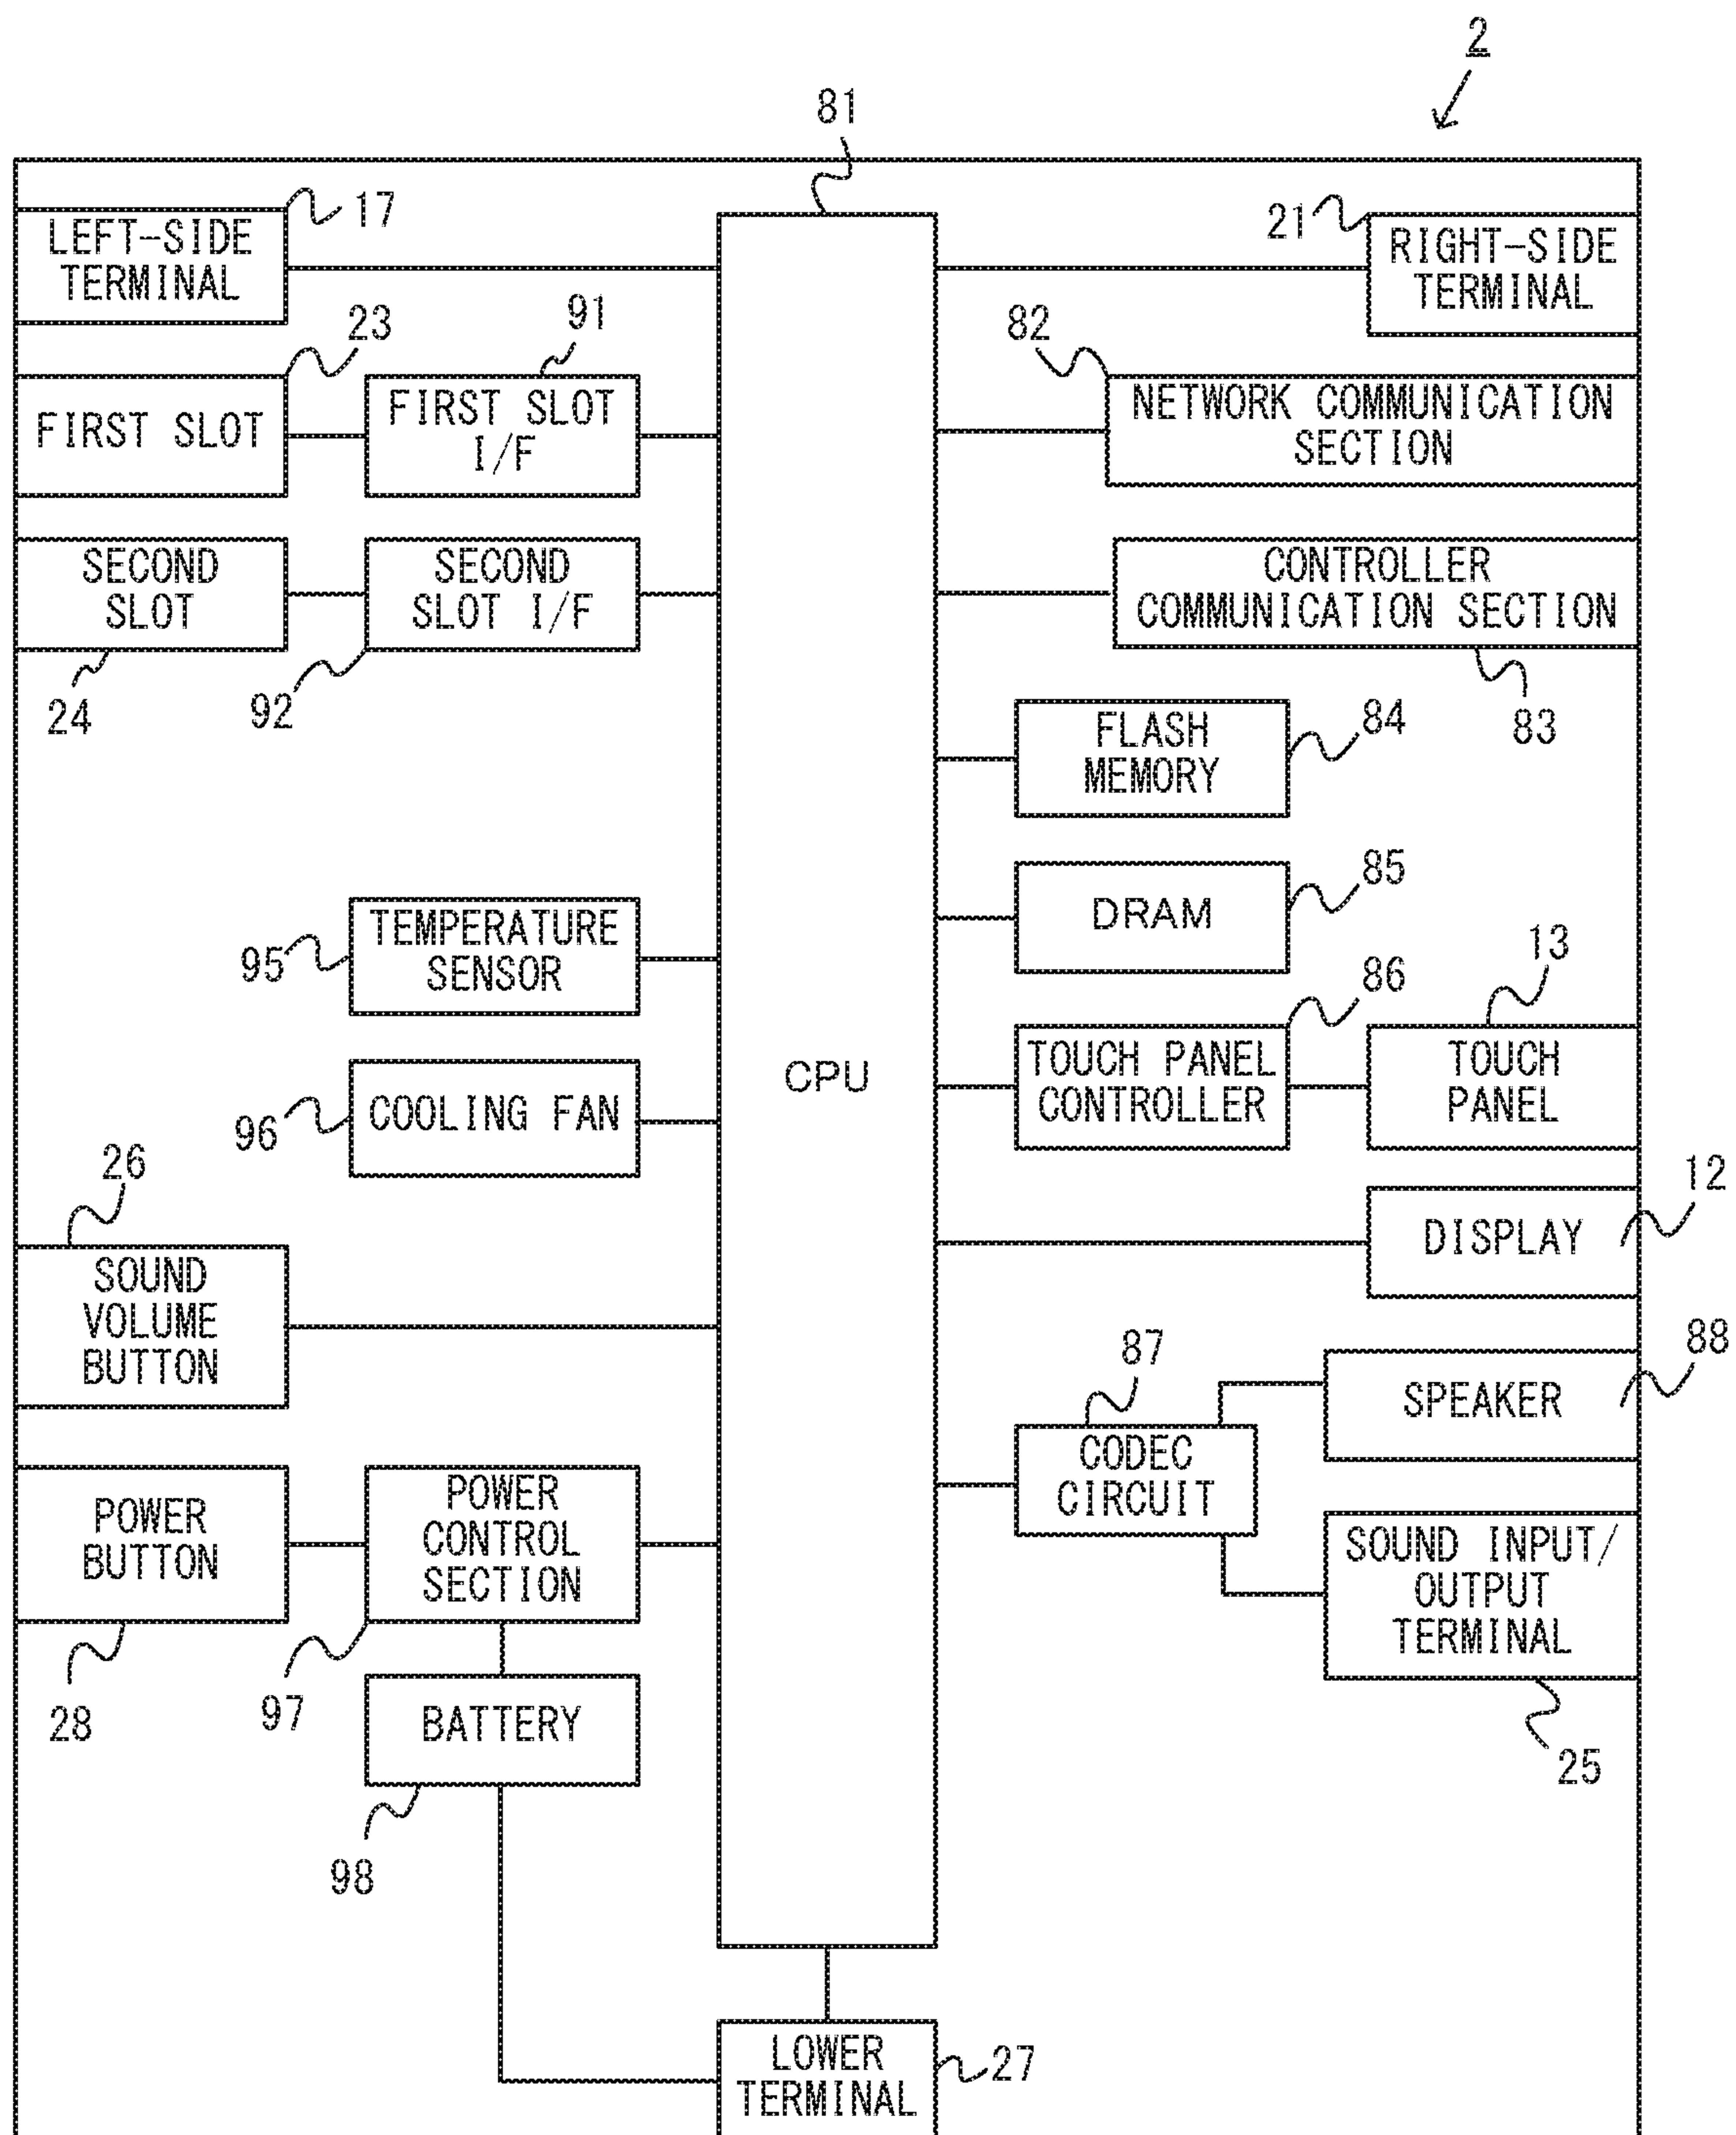 2
81
17
LEFT-SIDE
TERMINAL
21
RIGHT-SIDE
TERMINAL
23
FIRST SLOT
91
FIRST SLOT
I/F
82
NETWORK COMMUNICATION
SECTION
SECOND
SLOT
24
SECOND
SLOT I/F
92
CONTROLLER
COMMUNICATION SECTION
83
FLASH
MEMORY
84
DRAM
85
95
TEMPERATURE
SENSOR
CPU
86
TOUCH PANEL
CONTROLLER
13
TOUCH
PANEL
96
COOLING FAN
12
DISPLAY
26
SOUND
VOLUME
BUTTON
87
CODEC
CIRCUIT
88
SPEAKER
POWER
BUTTON
28
POWER
CONTROL
SECTION
97
SOUND INPUT/
OUTPUT
TERMINAL
25
BATTERY
98
LOWER
TERMINAL
27